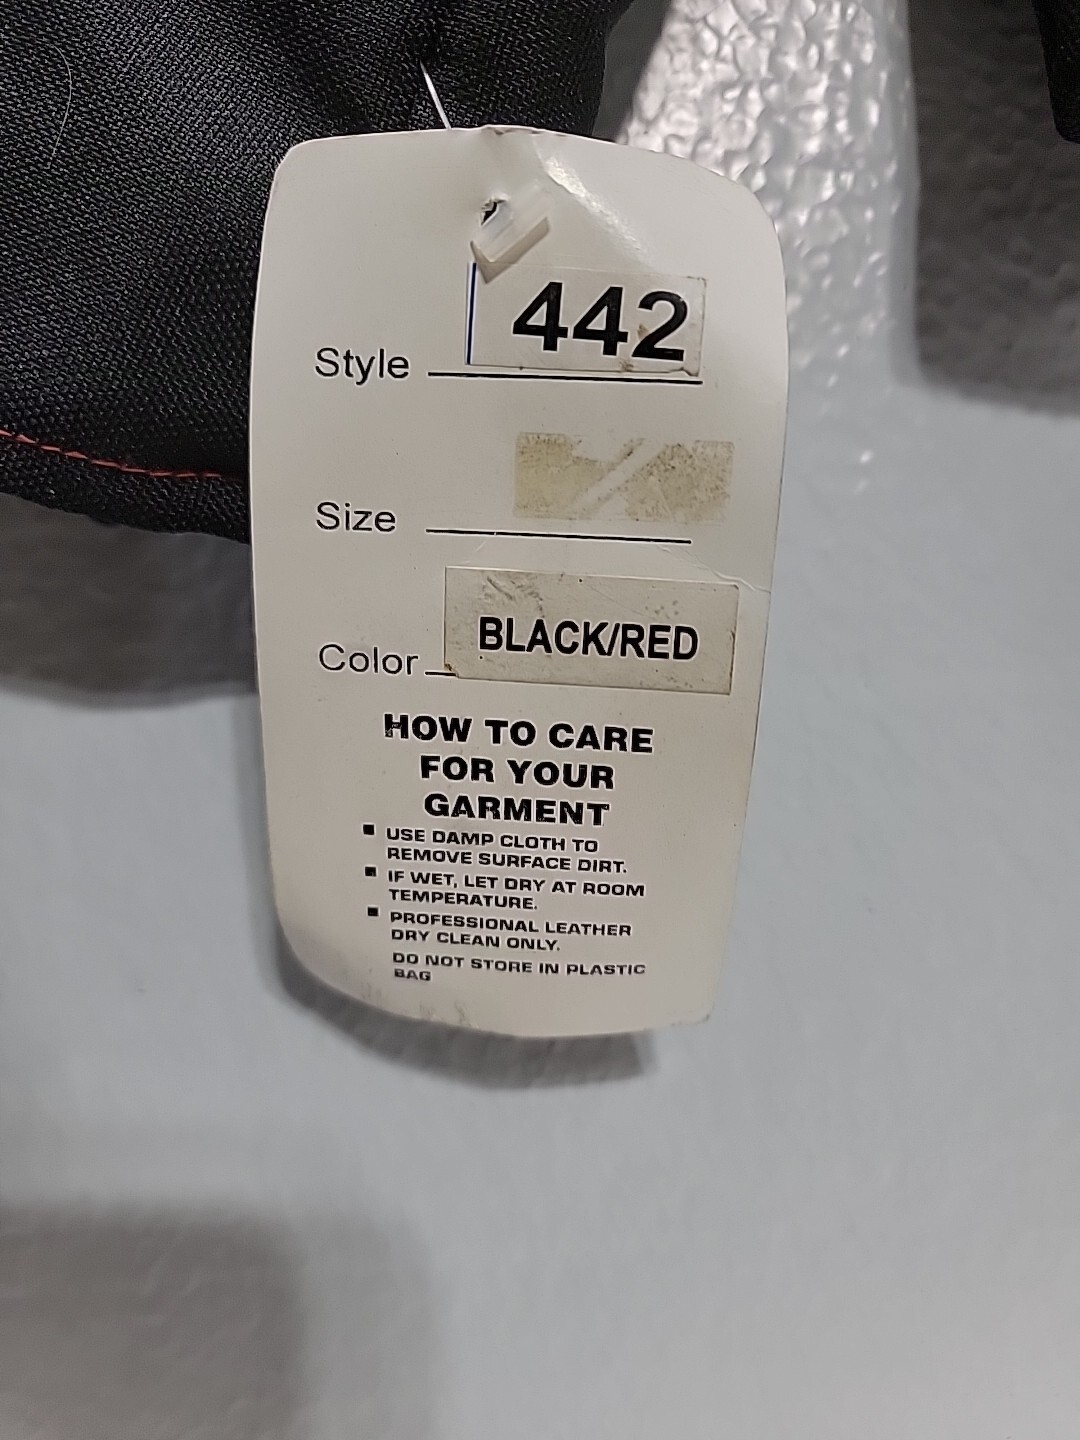 Style 442
Size
Color BLACK/RED
HOW TO CARE
FOR YOUR
GARMENT
▪ USE DAMP CLOTH TO
REMOVE SURFACE DIRT.
▪ IF WET, LET DRY AT ROOM
TEMPERATURE.
▪ PROFESSIONAL LEATHER
DRY CLEAN ONLY.
DO NOT STORE IN PLASTIC
BAG